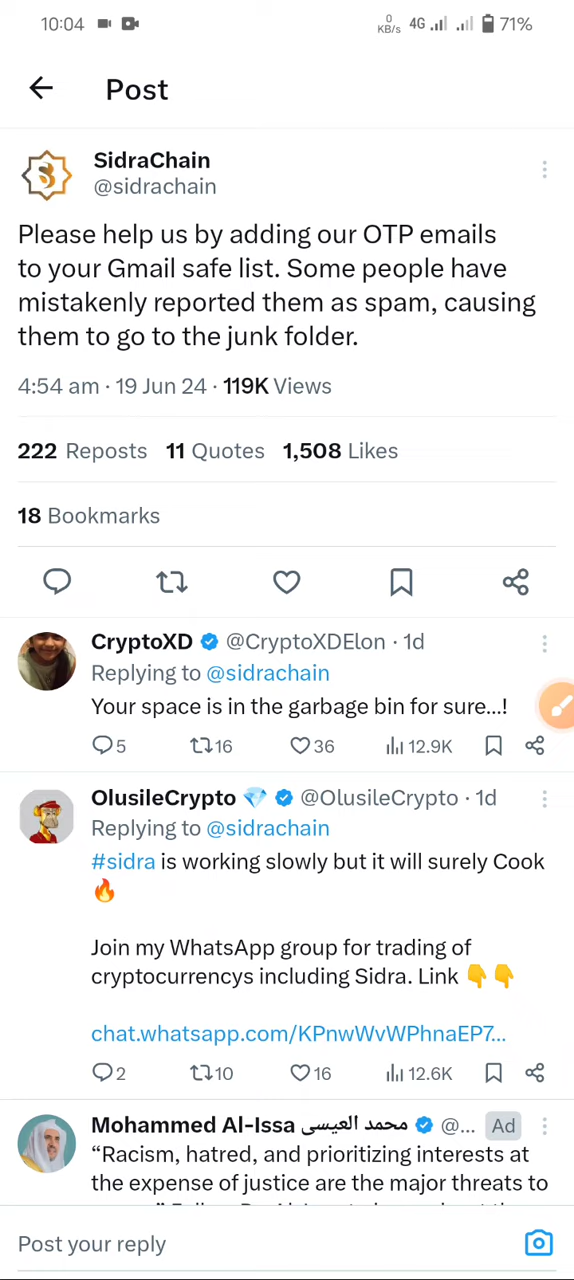 10:04
0
KB/s
4G
71%
Post
SidraChain
@sidrachain
Please help us by adding our OTP emails
to your Gmail safe list. Some people have
mistakenly reported them as spam, causing
them to go to the junk folder.
4:54 am · 19 Jun 24 · 119K Views
222 Reposts 11 Quotes 1,508 Likes
18 Bookmarks
CryptoXD @CryptoXDElon · 1d
Replying to @sidrachain
Your space is in the garbage bin for sure...!
5 16 36 12.9K
OlusileCrypto 💎 @OlusileCrypto · 1d
Replying to @sidrachain
#sidra is working slowly but it will surely Cook
🔥
Join my WhatsApp group for trading of
cryptocurrencys including Sidra. Link 👇👇
chat.whatsapp.com/KPnwWvWPhnaEP7...
2 10 16 12.6K
Mohammed Al-Issa محمد العيسى @... Ad
“Racism, hatred, and prioritizing interests at
the expense of justice are the major threats to
Post your reply